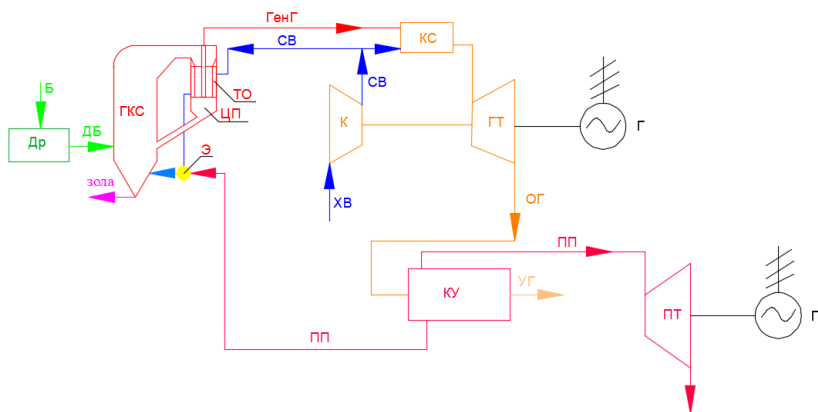 ГенГ
СВ
КС
СВ
ТО
Б
ГКС
ЦП
К
ГТ
Г
ДБ
Др
Э
зола
ХВ
ОГ
ПП
КУ
УГ
ПТ
Г
ПП